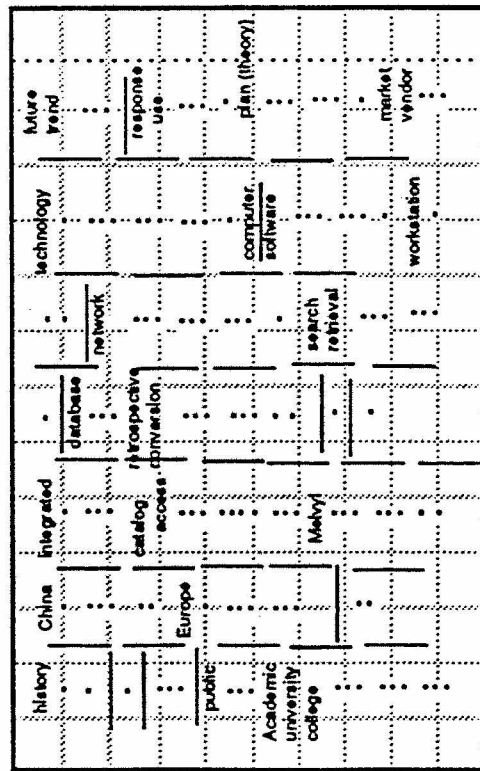 history
China
Integrated
technology
future
trend
database
network
catalog
access
retrospective
conversion
response
use
Europe
public
plan (theory)
computer
software
Academic
university
college
Melvyl
search
retrieval
market
vendor
workstation